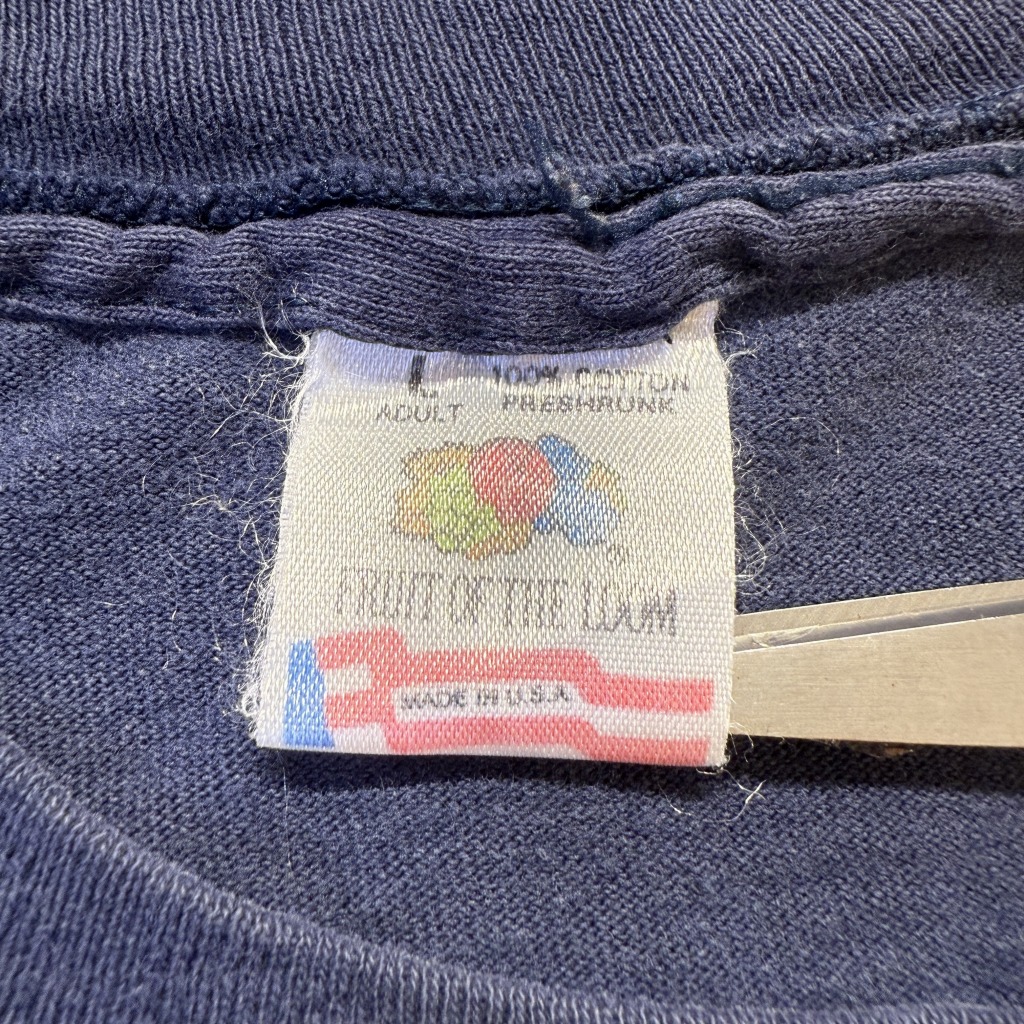 L 100% COTTON
ADULT PRESHRUNK
FRUIT OF THE LOOM
MADE IN U.S.A.